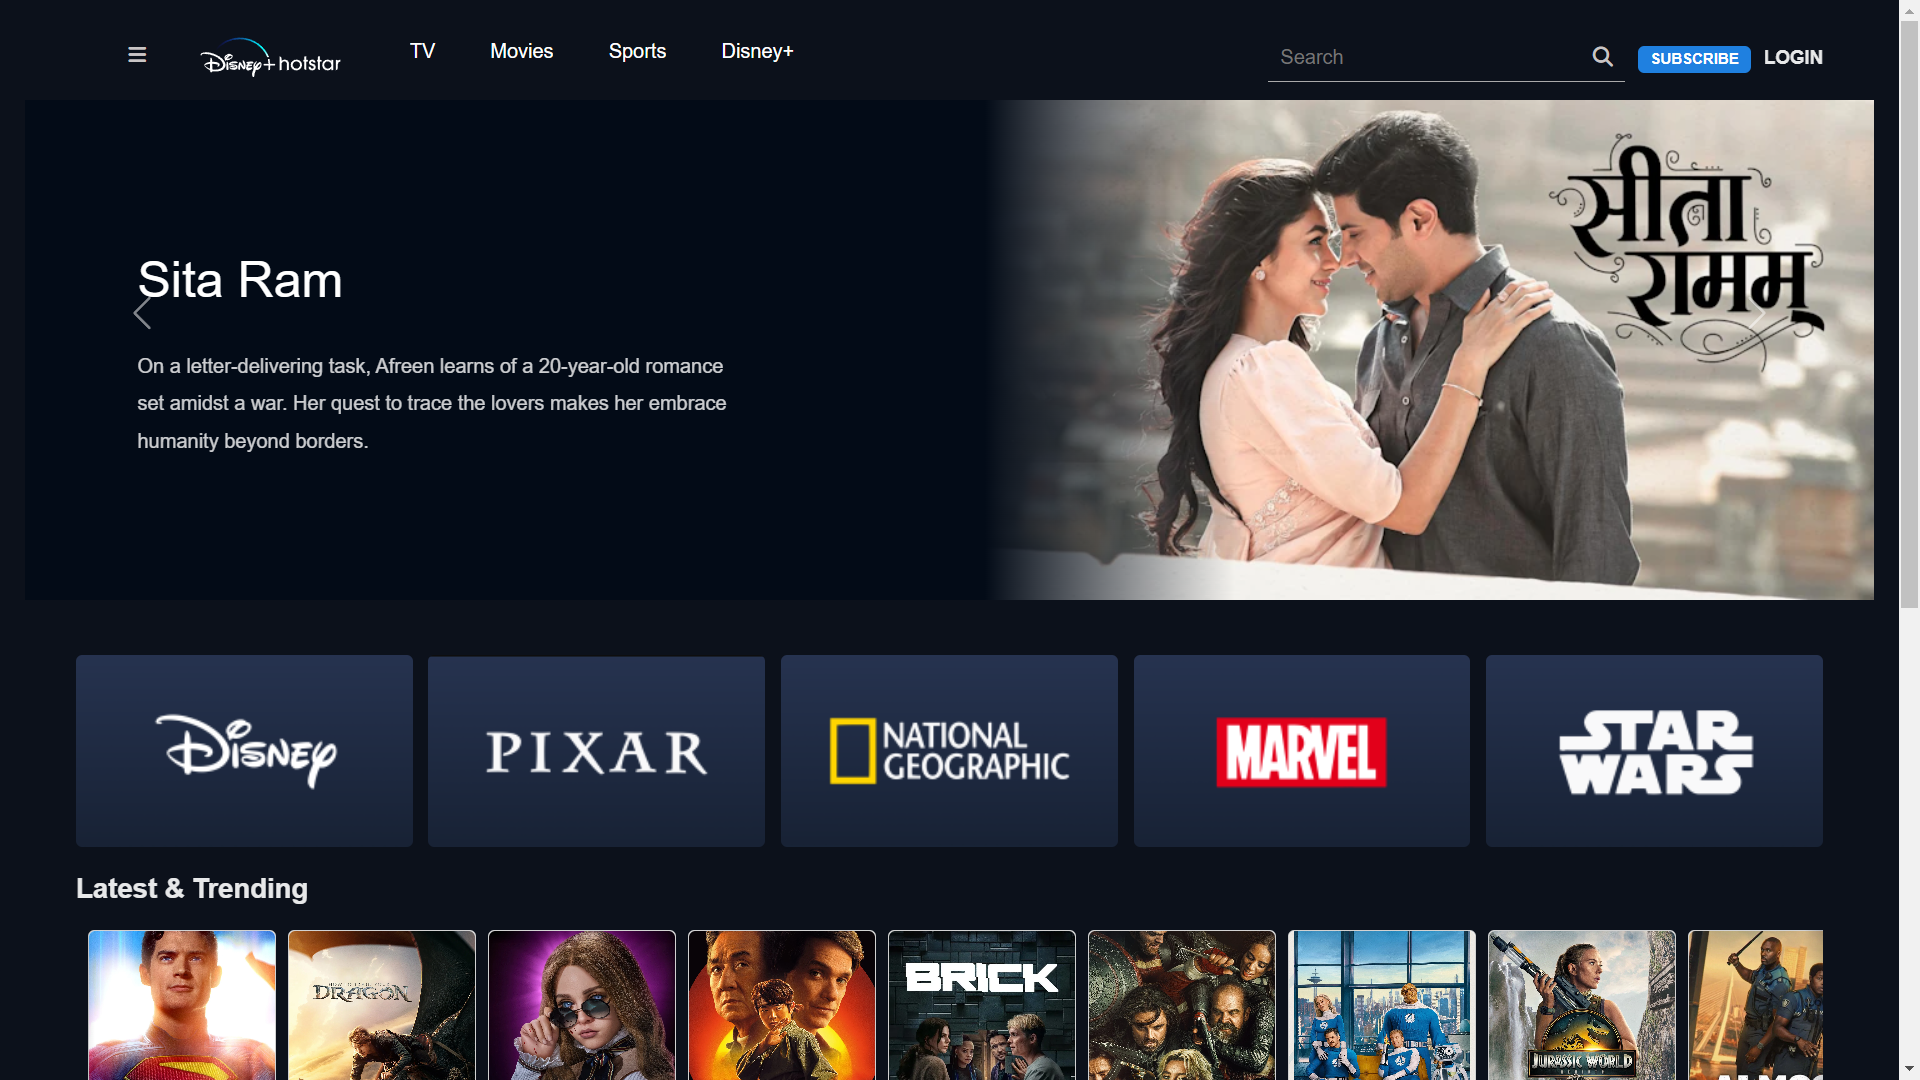 Disney+ hotstar
TV
Movies
Sports
Disney+
Search
SUBSCRIBE
LOGIN
Sita Ram
On a letter-delivering task, Afreen learns of a 20-year-old romance
set amidst a war. Her quest to trace the lovers makes her embrace
humanity beyond borders.
सीता
रामम्
DISNEY
PIXAR
NATIONAL
GEOGRAPHIC
MARVEL
STAR
WARS
Latest & Trending
DRAGON
BRICK
JURASSIC WORLD